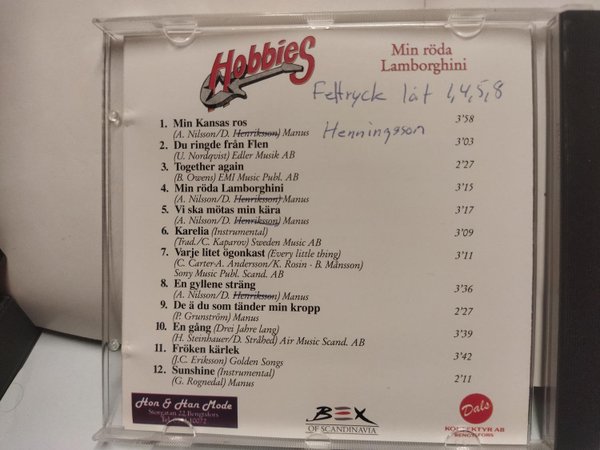 Hobbies
Min röda
Lamborghini
Feltryck låt 1,4,5,8
Henningsson
1. Min Kansas ros 3'58
(A. Nilsson/D. Henriksson) Manus
2. Du ringde från Flen 3'03
(U. Nordqvist) Edler Musik AB
3. Together again 2'27
(B. Owens) EMI Music Publ. AB
4. Min röda Lamborghini 3'15
(A. Nilsson/D. Henriksson) Manus
5. Vi ska mötas min kära 3'17
(A. Nilsson/D. Henriksson) Manus
6. Karelia (Instrumental) 3'09
(Trad./C. Kaparov) Sweden Music AB
7. Varje litet ögonkast (Every little thing) 3'11
(C. Carter-A. Andersson/K. Rosin - B. Månsson)
Sony Music Publ. Scand. AB
8. En gyllene sträng 3'36
(A. Nilsson/D. Henriksson) Manus
9. De ä du som tänder min kropp 2'27
(P. Grunström) Manus
10. En gång (Drei Jahre lang) 3'39
(H. Steinhauer/D. Stråhed) Air Music Scand. AB
11. Fröken kärlek 3'42
(J.C. Eriksson) Golden Songs
12. Sunshine (Instrumental) 2'11
(G. Rognedal) Manus
Hon & Han Mode
Storgatan 22, Bengtsfors
BEX
OF SCANDINAVIA
Dals
KONFEKTYR AB
BENGTSFORS